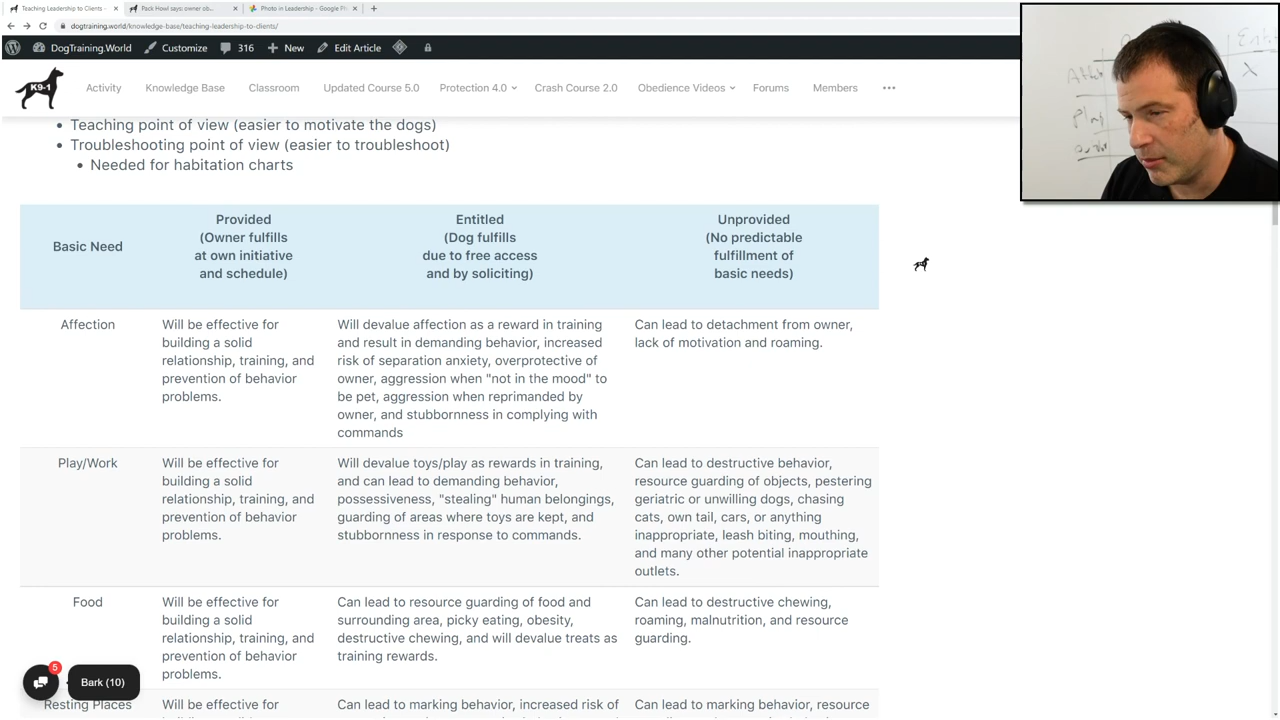 Teaching Leadership to Clients -
Pack Howl says: owner ob...
Photo in Leadership - Google Ph
dogtraining.world/knowledge-base/teaching-leadership-to-clients/
DogTraining.World
Customize
316
New
Edit Article
K9-1
Activity
Knowledge Base
Classroom
Updated Course 5.0
Protection 4.0
Crash Course 2.0
Obedience Videos
Forums
Members
Teaching point of view (easier to motivate the dogs)
Troubleshooting point of view (easier to troubleshoot)
Needed for habitation charts
Basic Need
Provided
(Owner fulfills
at own initiative
and schedule)
Entitled
(Dog fulfills
due to free access
and by soliciting)
Unprovided
(No predictable
fulfillment of
basic needs)
Affection
Will be effective for
building a solid
relationship, training, and
prevention of behavior
problems.
Will devalue affection as a reward in training
and result in demanding behavior, increased
risk of separation anxiety, overprotective of
owner, aggression when "not in the mood" to
be pet, aggression when reprimanded by
owner, and stubbornness in complying with
commands
Can lead to detachment from owner,
lack of motivation and roaming.
Play/Work
Will be effective for
building a solid
relationship, training, and
prevention of behavior
problems.
Will devalue toys/play as rewards in training,
and can lead to demanding behavior,
possessiveness, "stealing" human belongings,
guarding of areas where toys are kept, and
stubbornness in response to commands.
Can lead to destructive behavior,
resource guarding of objects, pestering
geriatric or unwilling dogs, chasing
cats, own tail, cars, or anything
inappropriate, leash biting, mouthing,
and many other potential inappropriate
outlets.
Food
Will be effective for
building a solid
relationship, training, and
prevention of behavior
problems.
Can lead to resource guarding of food and
surrounding area, picky eating, obesity,
destructive chewing, and will devalue treats as
training rewards.
Can lead to destructive chewing,
roaming, malnutrition, and resource
guarding.
Resting Places
Will be effective for
Can lead to marking behavior, increased risk of
Can lead to marking behavior, resource
5
Bark (10)